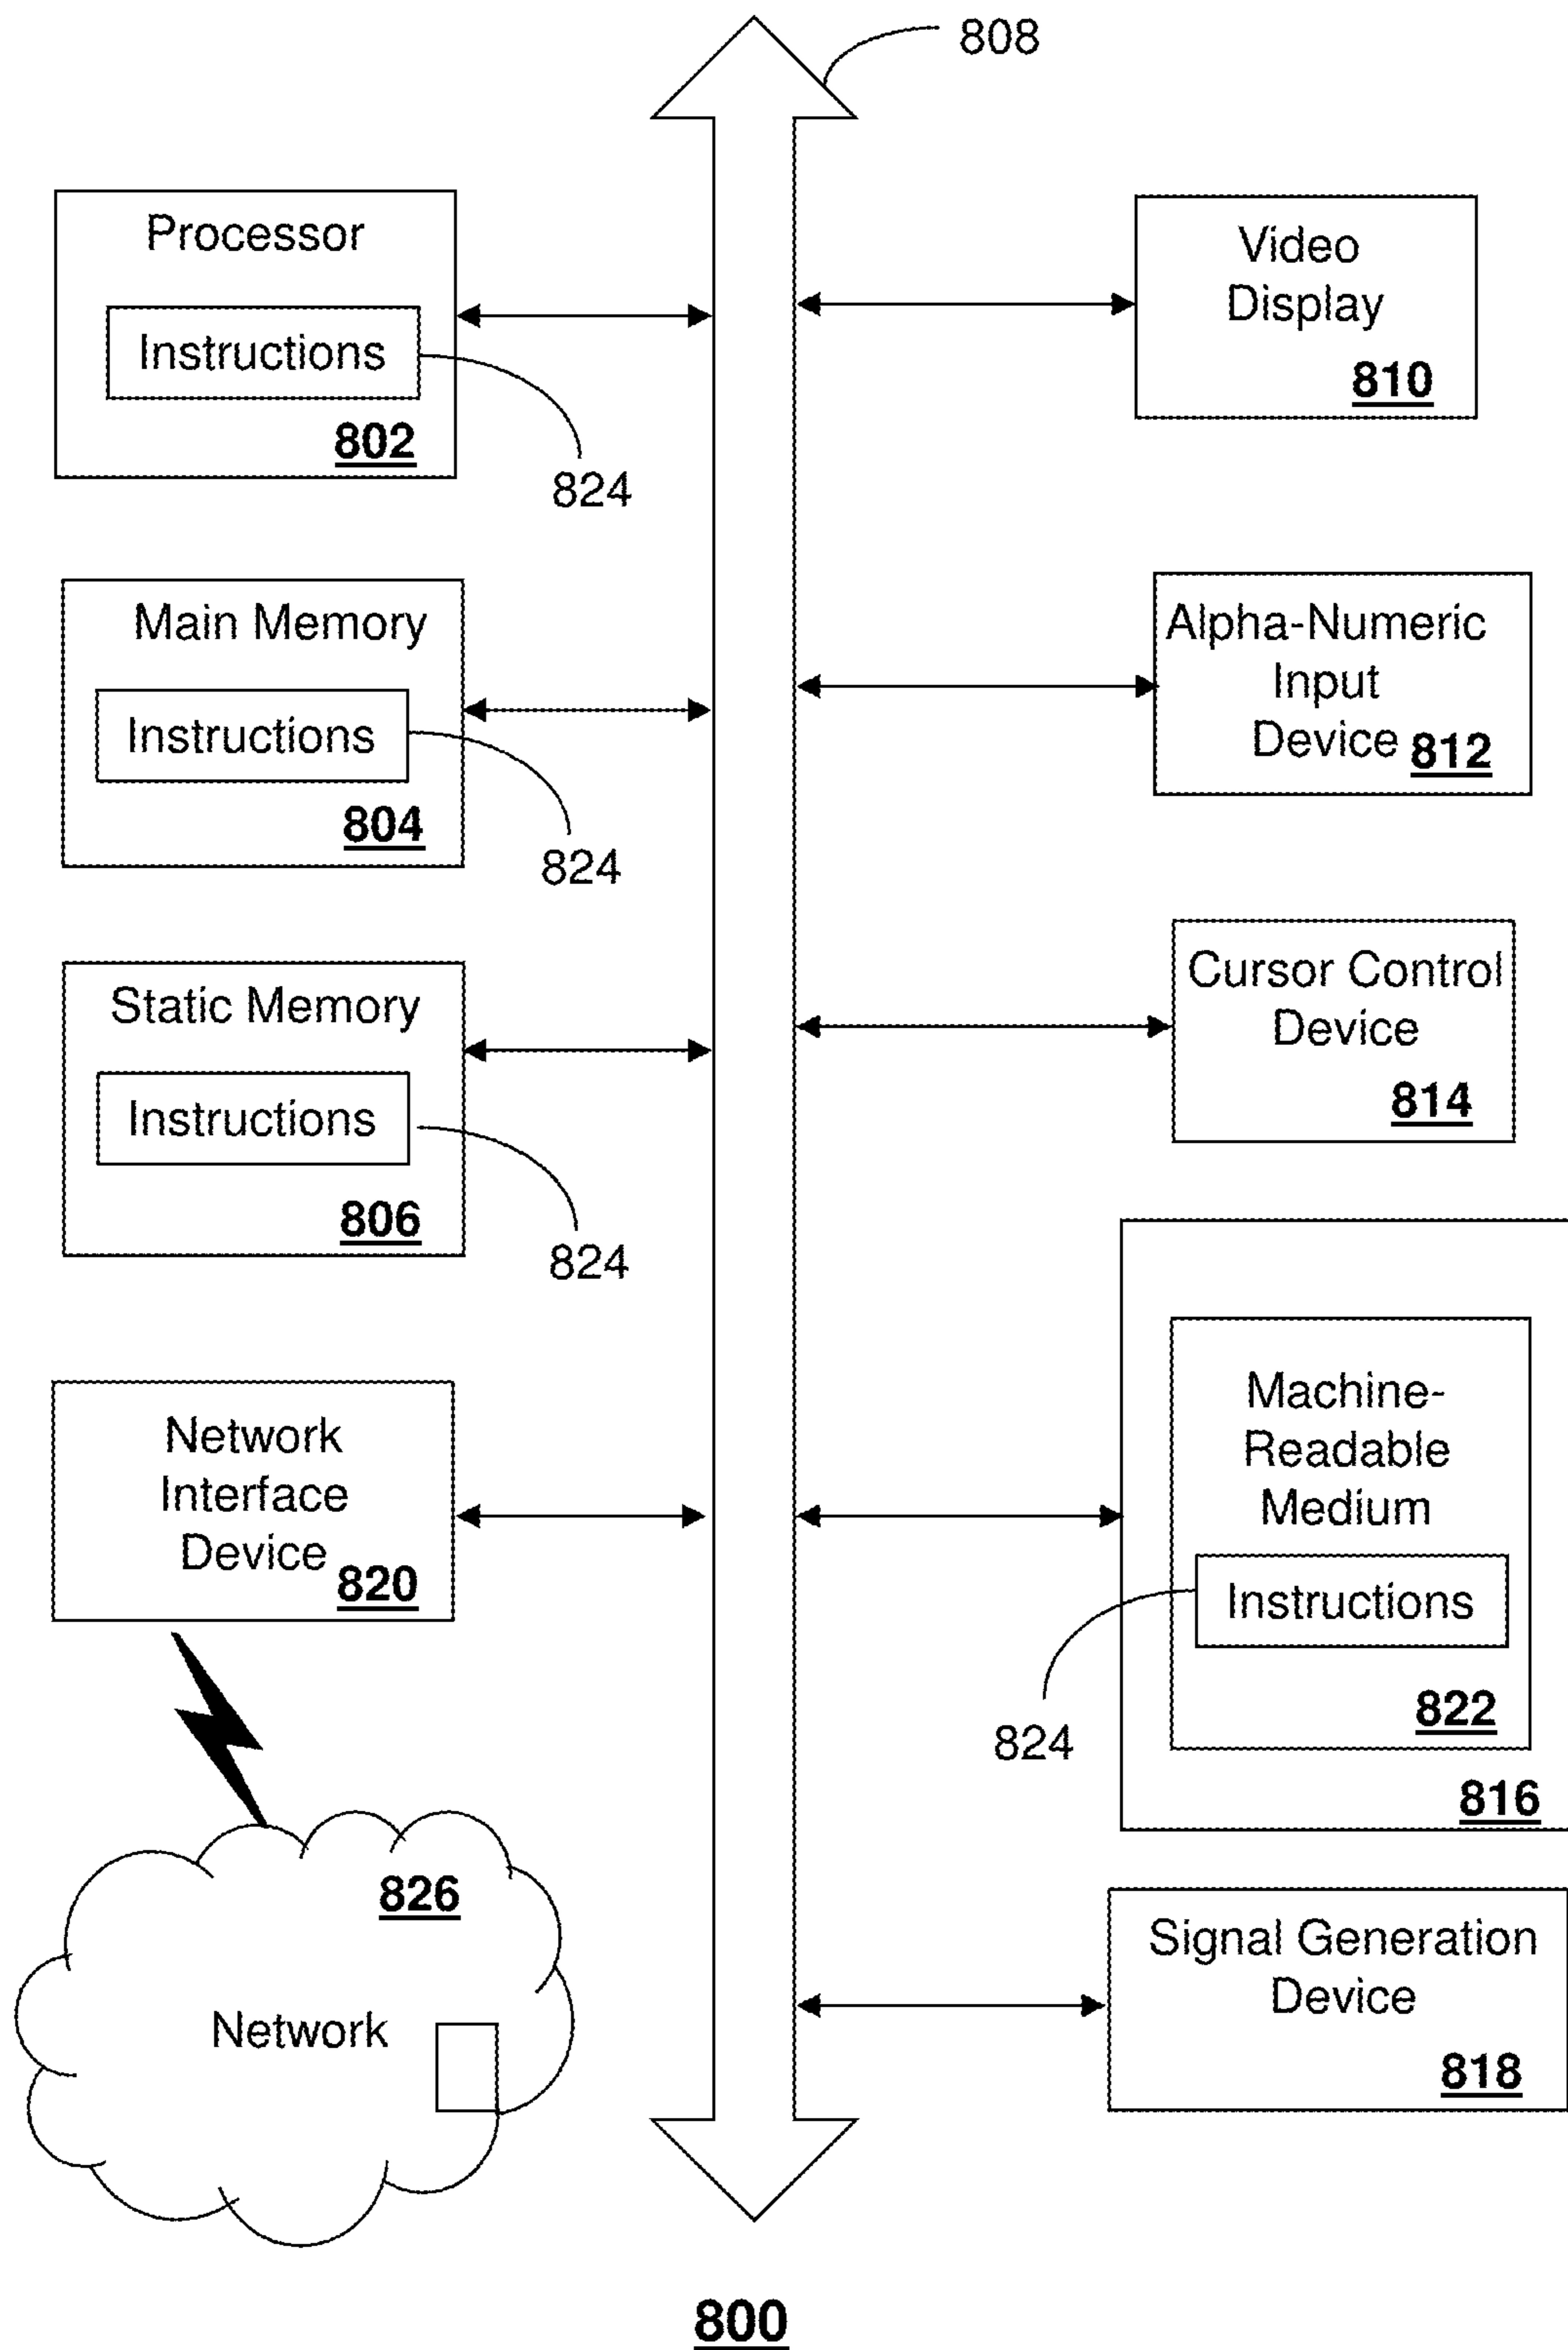 808
Processor
Instructions
802
824
Main Memory
Instructions
804
824
Static Memory
Instructions
806
824
Network
Interface
Device
820
826
Network
Video
Display
810
Alpha-Numeric
Input
Device 812
Cursor Control
Device
814
Machine-
Readable
Medium
Instructions
822
824
816
Signal Generation
Device
818
800